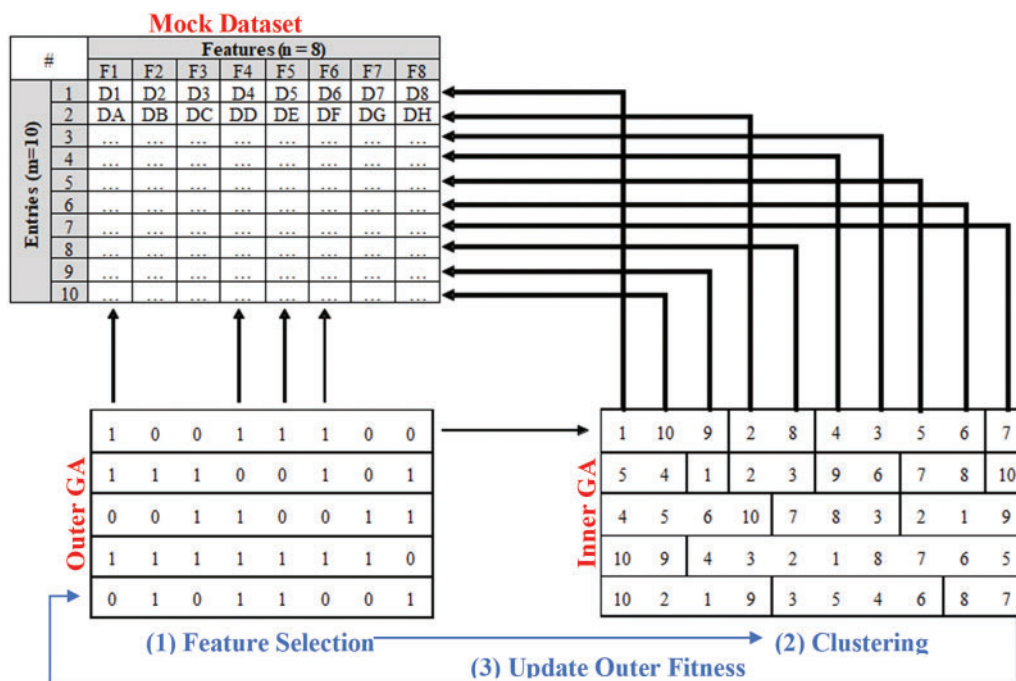 Mock Dataset
# Features (n = 8)
F1 F2 F3 F4 F5 F6 F7 F8
Entries (m=10)
1 D1 D2 D3 D4 D5 D6 D7 D8
2 DA DB DC DD DE DF DG DH
3 ... ... ... ... ... ... ... ...
4 ... ... ... ... ... ... ... ...
5 ... ... ... ... ... ... ... ...
6 ... ... ... ... ... ... ... ...
7 ... ... ... ... ... ... ... ...
8 ... ... ... ... ... ... ... ...
9 ... ... ... ... ... ... ... ...
10 ... ... ... ... ... ... ... ...
Outer GA
1 0 0 1 1 1 0 0
1 1 1 0 0 1 0 1
0 0 1 1 0 0 1 1
1 1 1 1 1 1 1 0
0 1 0 1 1 0 0 1
Inner GA
1 10 9 2 8 4 3 5 6 7
5 4 1 2 3 9 6 7 8 10
4 5 6 10 7 8 3 2 1 9
10 9 4 3 2 1 8 7 6 5
10 2 1 9 3 5 4 6 8 7
(1) Feature Selection
(2) Clustering
(3) Update Outer Fitness